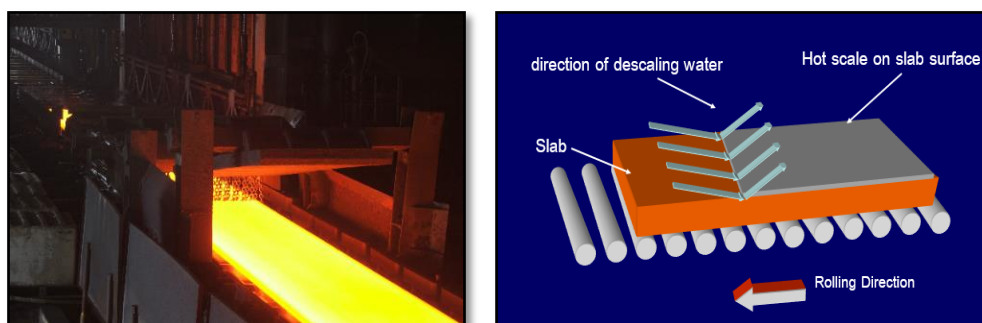 direction of descaling water
Hot scale on slab surface
Slab
Rolling Direction